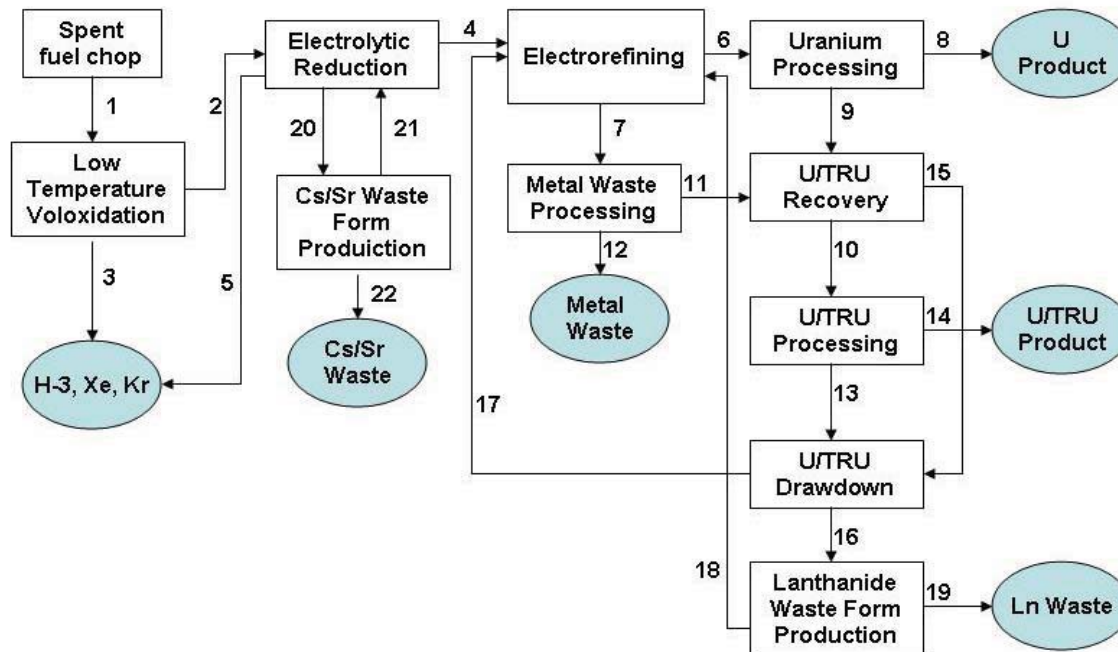 Spent
fuel chop
1
Low
Temperature
Voloxidation
2
3
H-3, Xe, Kr
Electrolytic
Reduction
4
5
20
21
Cs/Sr Waste
Form
Produiction
22
Cs/Sr
Waste
Electrorefining
6
7
Metal Waste
Processing
11
12
Metal
Waste
Uranium
Processing
8
U
Product
9
U/TRU
Recovery
15
10
U/TRU
Processing
14
U/TRU
Product
13
17
U/TRU
Drawdown
16
18
Lanthanide
Waste Form
Production
19
Ln Waste